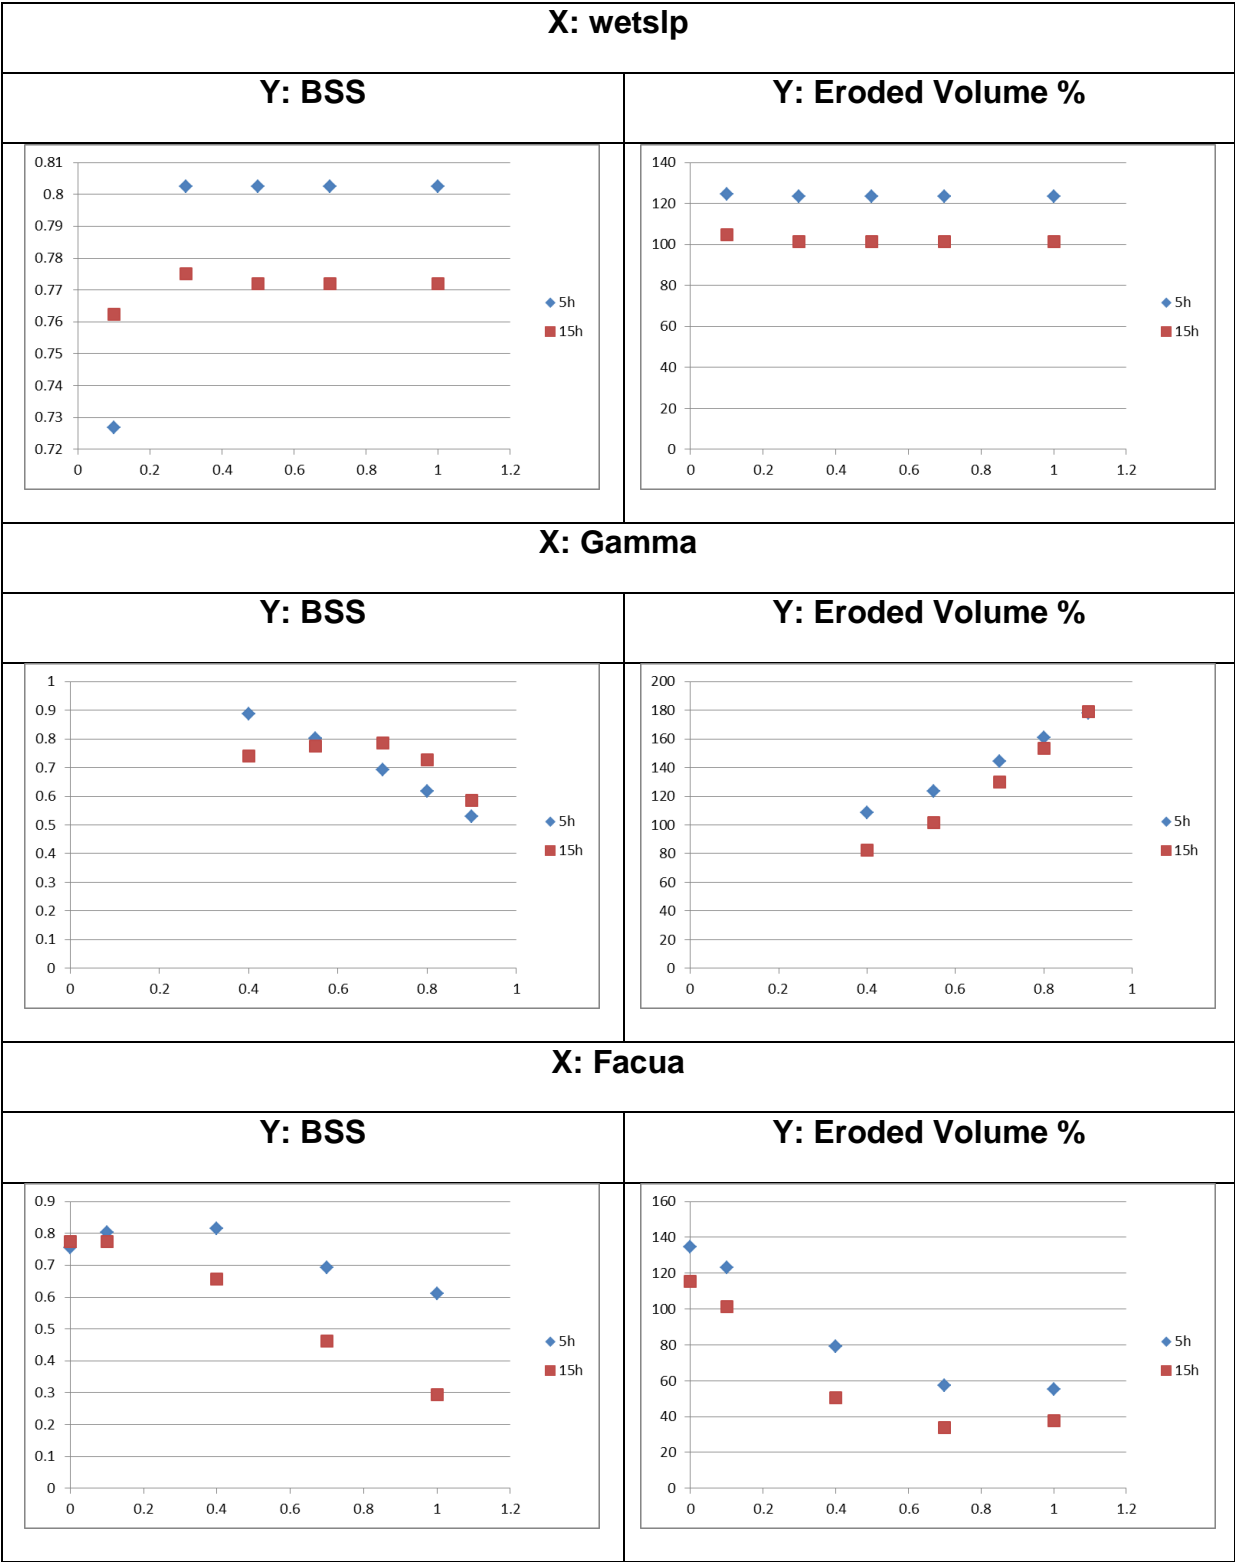 X: wetslp
Y: BSS
Y: Eroded Volume %
0.81
0.8
0.79
0.78
0.77
0.76
0.75
0.74
0.73
0.72
0 0.2 0.4 0.6 0.8 1 1.2
5h
15h
140
120
100
80
60
40
20
0
0 0.2 0.4 0.6 0.8 1 1.2
5h
15h
X: Gamma
Y: BSS
Y: Eroded Volume %
1
0.9
0.8
0.7
0.6
0.5
0.4
0.3
0.2
0.1
0
0 0.2 0.4 0.6 0.8 1
5h
15h
200
180
160
140
120
100
80
60
40
20
0
0 0.2 0.4 0.6 0.8 1
5h
15h
X: Facua
Y: BSS
Y: Eroded Volume %
0.9
0.8
0.7
0.6
0.5
0.4
0.3
0.2
0.1
0
0 0.2 0.4 0.6 0.8 1 1.2
5h
15h
160
140
120
100
80
60
40
20
0
0 0.2 0.4 0.6 0.8 1 1.2
5h
15h